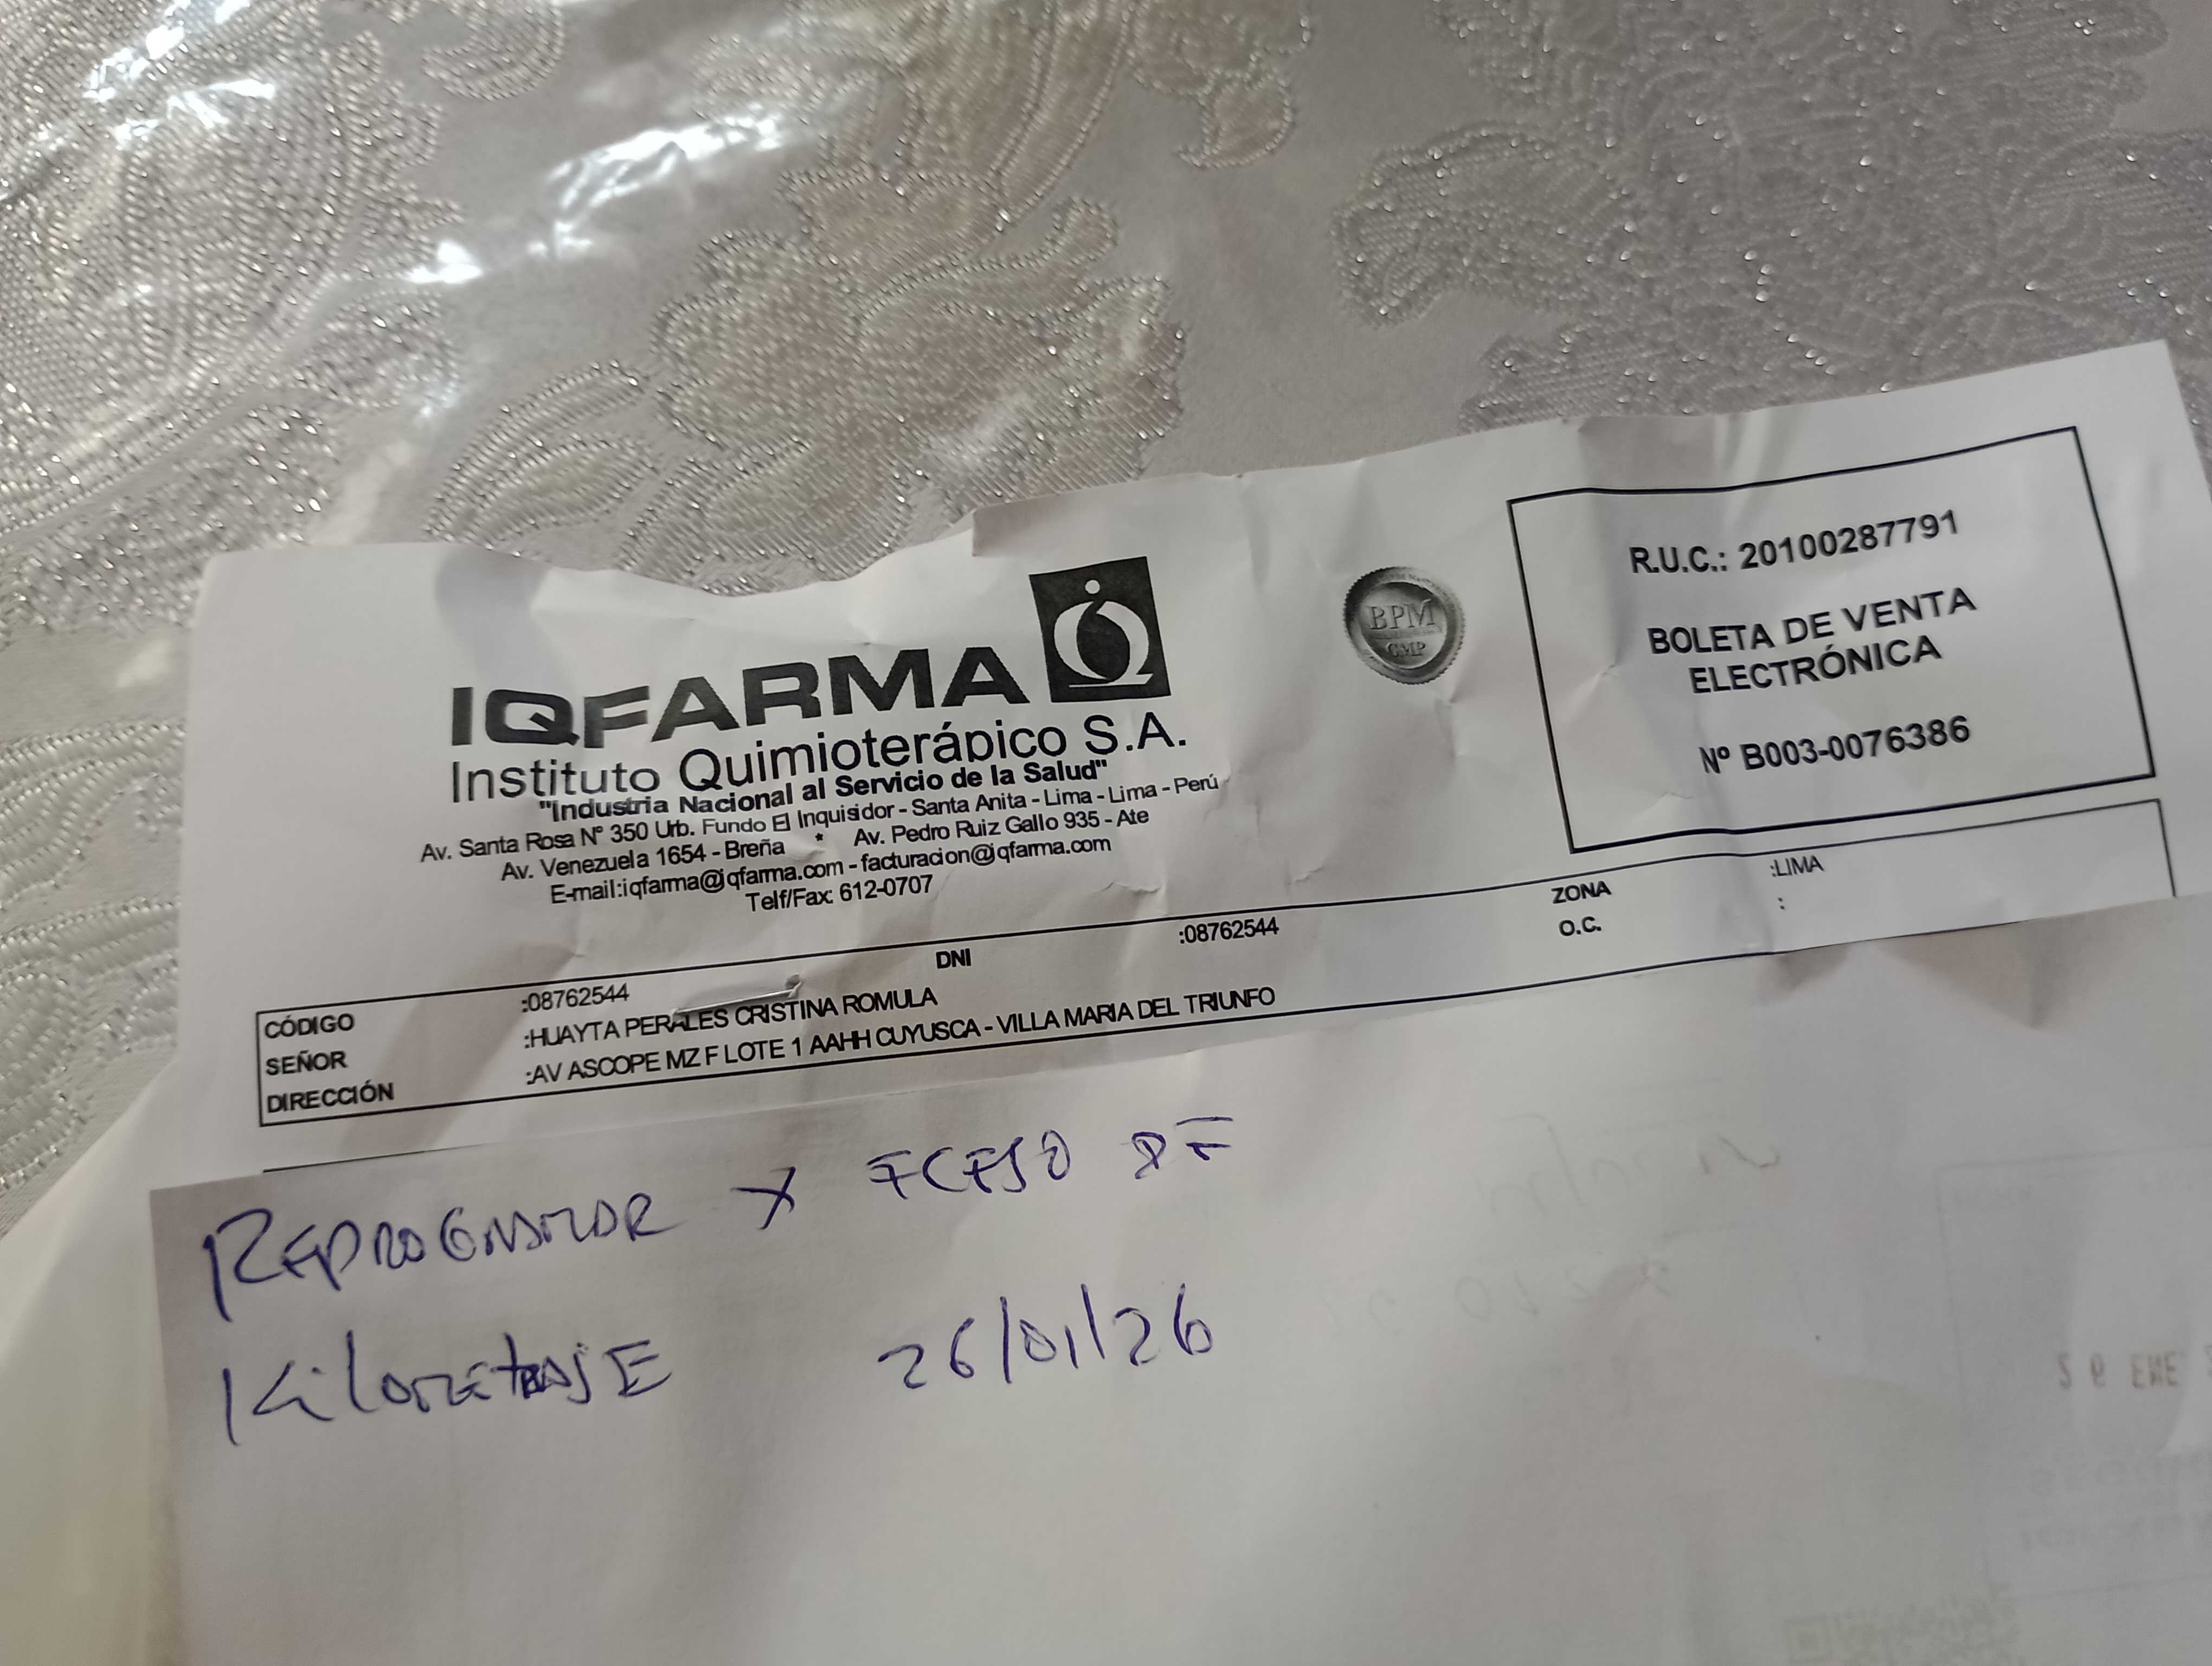 IQFARMA
Instituto Quimioterápico S.A.
"Industria Nacional al Servicio de la Salud"
Av. Santa Rosa Nº 350 Urb. Fundo El Inquisidor - Santa Anita - Lima - Lima - Perú
Av. Venezuela 1654 - Breña * Av. Pedro Ruiz Gallo 935 - Ate
E-mail:iqfarma@iqfarma.com - facturacion@iqfarma.com
Telf/Fax: 612-0707
BPM
GMP
R.U.C.: 20100287791
BOLETA DE VENTA
ELECTRÓNICA
Nº B003-0076386
CÓDIGO :08762544 DNI :08762544 ZONA :LIMA
SEÑOR :HUAYTA PERALES CRISTINA ROMULA O.C. :
DIRECCIÓN :AV ASCOPE MZ F LOTE 1 AAHH CUYUSCA - VILLA MARIA DEL TRIUNFO
REPROGRAMAR X ECESO DE
KilometrajE 26/01/26